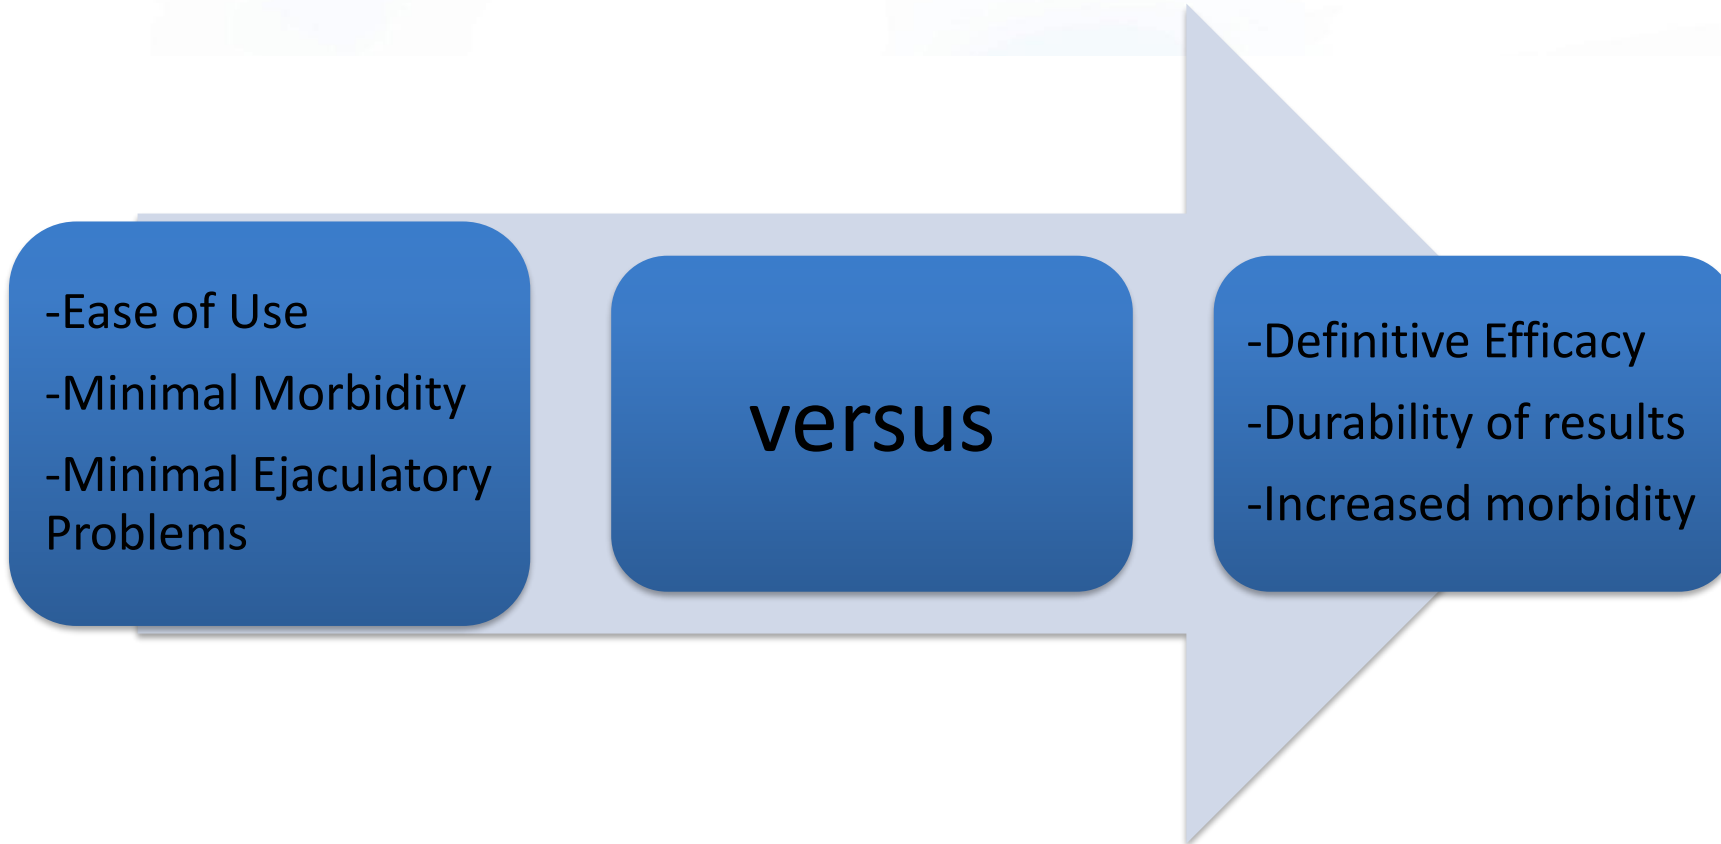 -Ease of Use
-Minimal Morbidity
-Minimal Ejaculatory
Problems
versus
-Definitive Efficacy
-Durability of results
-Increased morbidity